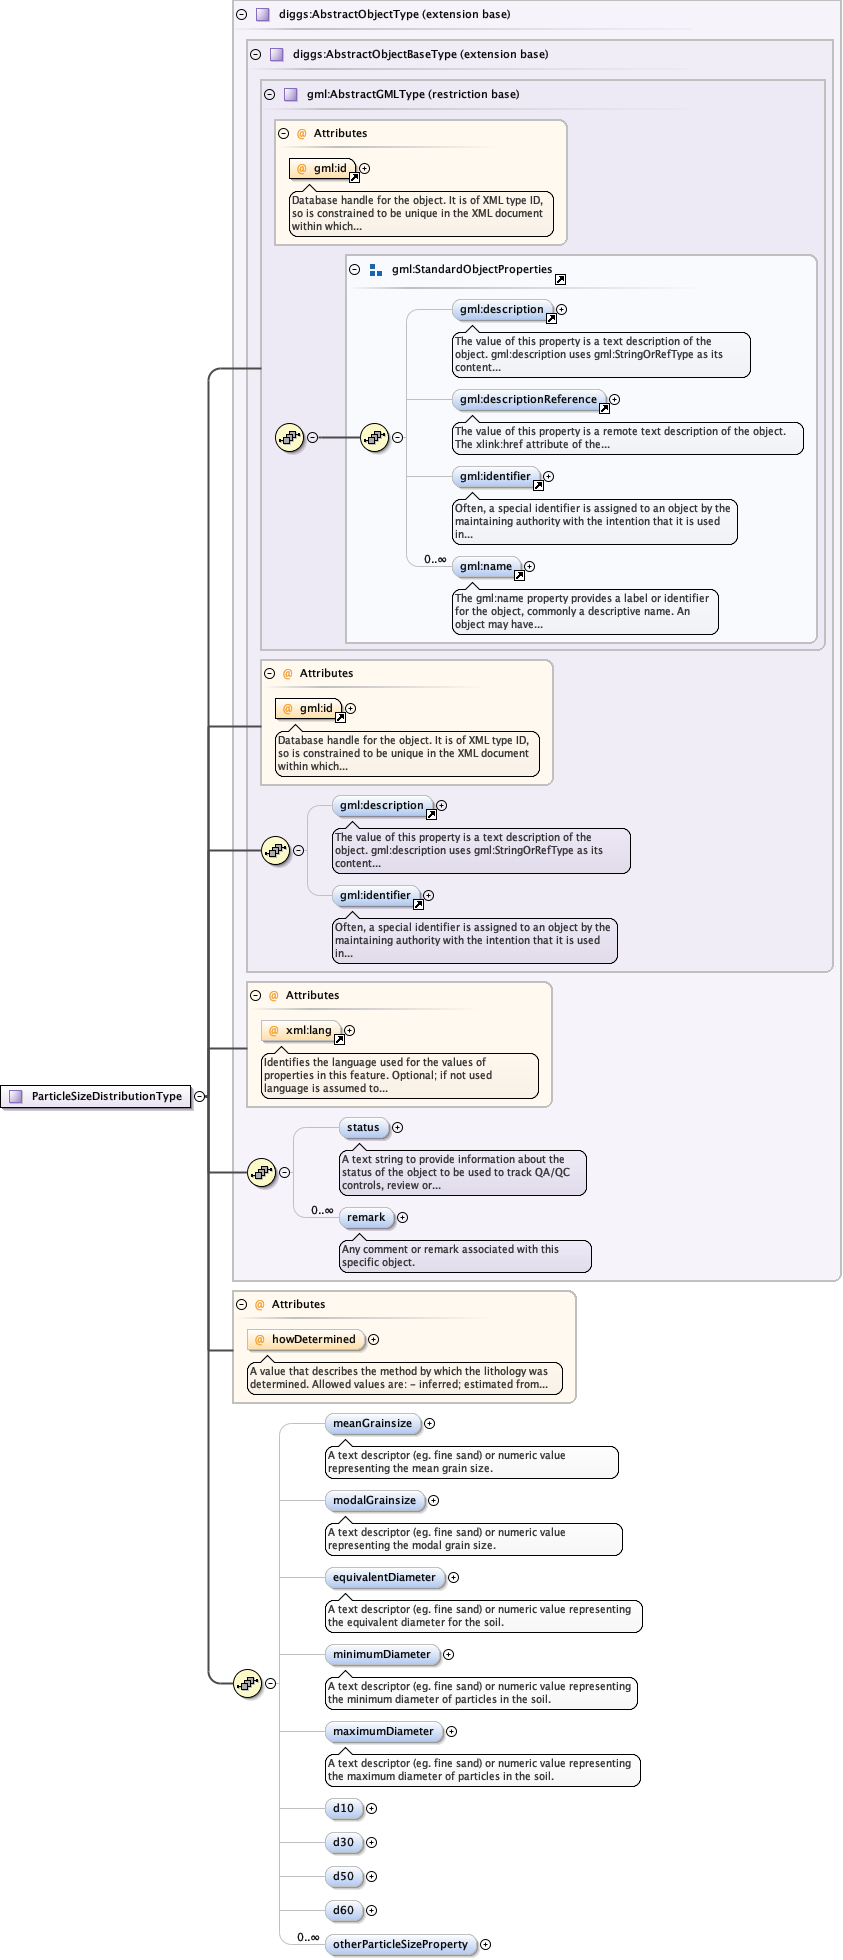 diggs:AbstractObjectType (extension base)
diggs:AbstractObjectBaseType (extension base)
gml:AbstractGMLType (restriction base)
@ Attributes
@ gml:id
Database handle for the object. It is of XML type ID,
so is constrained to be unique in the XML document
within which...
gml:StandardObjectProperties
gml:description
The value of this property is a text description of the
object. gml:description uses gml:StringOrRefType as its
content...
gml:descriptionReference
The value of this property is a remote text description of the object.
The xlink:href attribute of the...
gml:identifier
Often, a special identifier is assigned to an object by the
maintaining authority with the intention that it is used
in...
0..∞
gml:name
The gml:name property provides a label or identifier
for the object, commonly a descriptive name. An
object may have...
@ Attributes
@ gml:id
Database handle for the object. It is of XML type ID,
so is constrained to be unique in the XML document
within which...
gml:description
The value of this property is a text description of the
object. gml:description uses gml:StringOrRefType as its
content...
gml:identifier
Often, a special identifier is assigned to an object by the
maintaining authority with the intention that it is used
in...
@ Attributes
@ xml:lang
Identifies the language used for the values of
properties in this feature. Optional; if not used
language is assumed to...
ParticleSizeDistributionType
status
A text string to provide information about the
status of the object to be used to track QA/QC
controls, review or...
0..∞
remark
Any comment or remark associated with this
specific object.
@ Attributes
@ howDetermined
A value that describes the method by which the lithology was
determined. Allowed values are: - inferred; estimated from...
meanGrainsize
A text descriptor (eg. fine sand) or numeric value
representing the mean grain size.
modalGrainsize
A text descriptor (eg. fine sand) or numeric value
representing the modal grain size.
equivalentDiameter
A text descriptor (eg. fine sand) or numeric value representing
the equivalent diameter for the soil.
minimumDiameter
A text descriptor (eg. fine sand) or numeric value representing
the minimum diameter of particles in the soil.
maximumDiameter
A text descriptor (eg. fine sand) or numeric value representing
the maximum diameter of particles in the soil.
d10
d30
d50
d60
0..∞
otherParticleSizeProperty